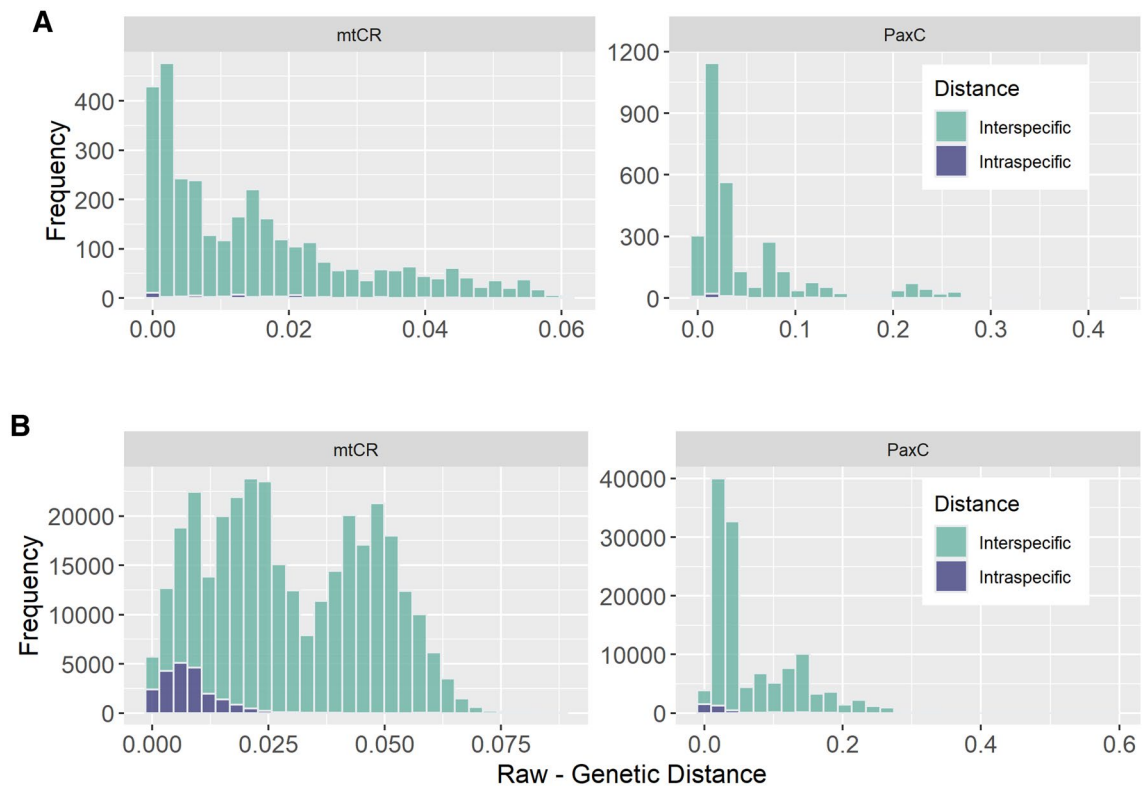 A
mtCR
PaxC
Frequency
400
300
200
100
0
0.00 0.02 0.04 0.06
1200
900
600
300
0
0.0 0.1 0.2 0.3 0.4
Distance
Interspecific
Intraspecific
B
mtCR
PaxC
Frequency
20000
15000
10000
5000
0
0.000 0.025 0.050 0.075
40000
30000
20000
10000
0
0.0 0.2 0.4 0.6
Distance
Interspecific
Intraspecific
Raw - Genetic Distance